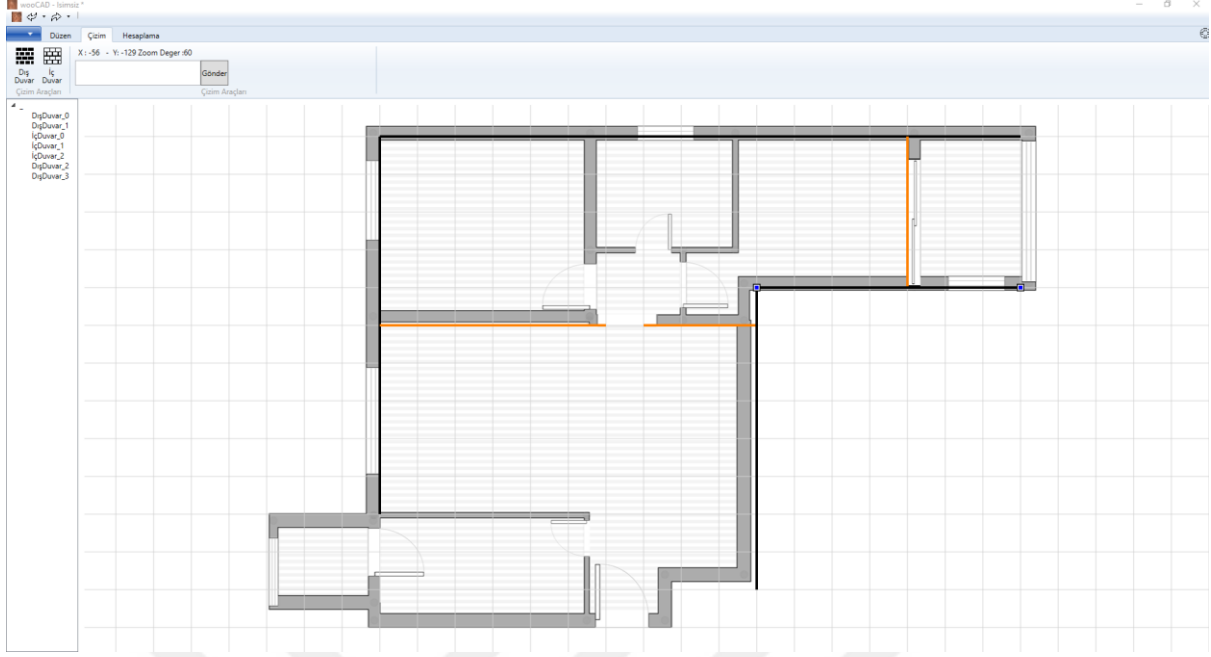 wooCAD - Isimsiz *
Düzen Çizim Hesaplama
X : -56 - Y: -129 Zoom Deger :60
Dış Duvar
İç Duvar
Gönder
Çizim Araçları
Çizim Araçları
DışDuvar_0
DışDuvar_1
İçDuvar_0
İçDuvar_1
İçDuvar_2
DışDuvar_2
DışDuvar_3